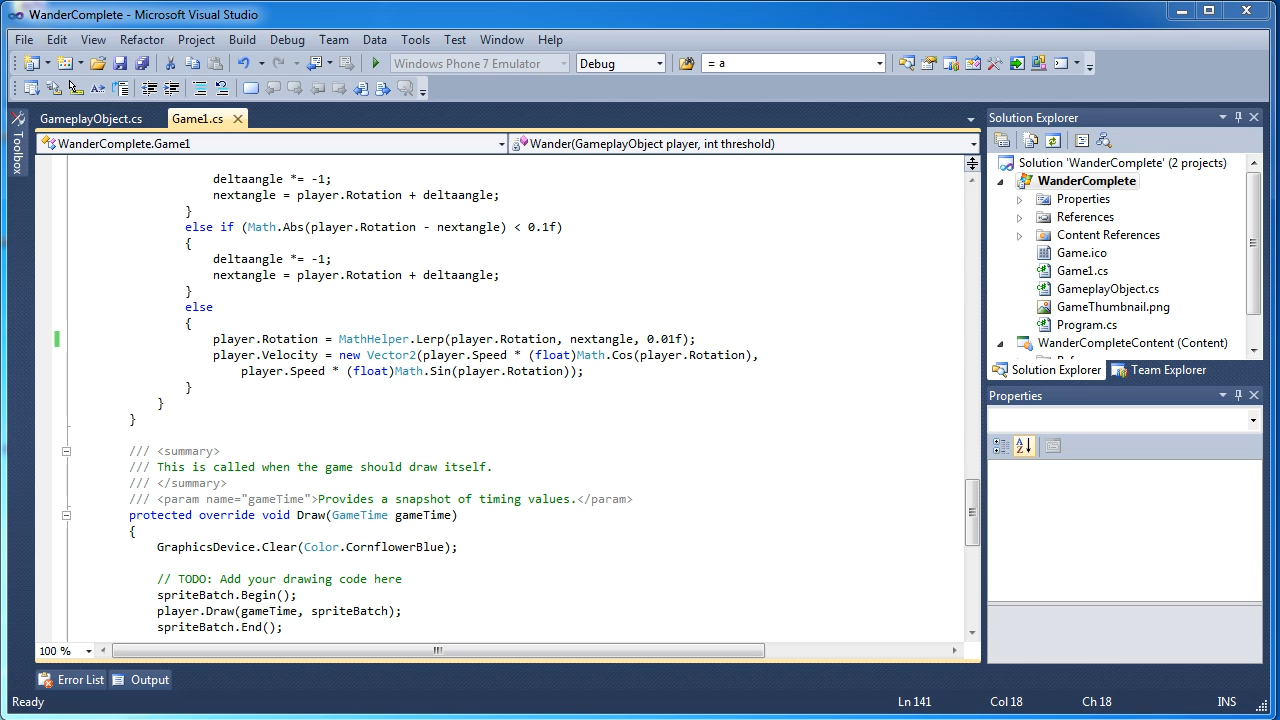 WanderComplete - Microsoft Visual Studio
File Edit View Refactor Project Build Debug Team Data Tools Test Window Help
Windows Phone 7 Emulator Debug = a
GameplayObject.cs Game1.cs
WanderComplete.Game1 Wander(GameplayObject player, int threshold)
Toolbox
deltaangle *= -1;
nextangle = player.Rotation + deltaangle;
}
else if (Math.Abs(player.Rotation - nextangle) < 0.1f)
{
deltaangle *= -1;
nextangle = player.Rotation + deltaangle;
}
else
{
player.Rotation = MathHelper.Lerp(player.Rotation, nextangle, 0.01f);
player.Velocity = new Vector2(player.Speed * (float)Math.Cos(player.Rotation),
player.Speed * (float)Math.Sin(player.Rotation));
}
}
}
/// <summary>
/// This is called when the game should draw itself.
/// </summary>
/// <param name="gameTime">Provides a snapshot of timing values.</param>
protected override void Draw(GameTime gameTime)
{
GraphicsDevice.Clear(Color.CornflowerBlue);
// TODO: Add your drawing code here
spriteBatch.Begin();
player.Draw(gameTime, spriteBatch);
spriteBatch.End();
100 %
Solution Explorer
Solution 'WanderComplete' (2 projects)
WanderComplete
Properties
References
Content References
Game.ico
Game1.cs
GameplayObject.cs
GameThumbnail.png
Program.cs
WanderCompleteContent (Content)
Solution Explorer Team Explorer
Properties
Error List Output
Ready Ln 141 Col 18 Ch 18 INS